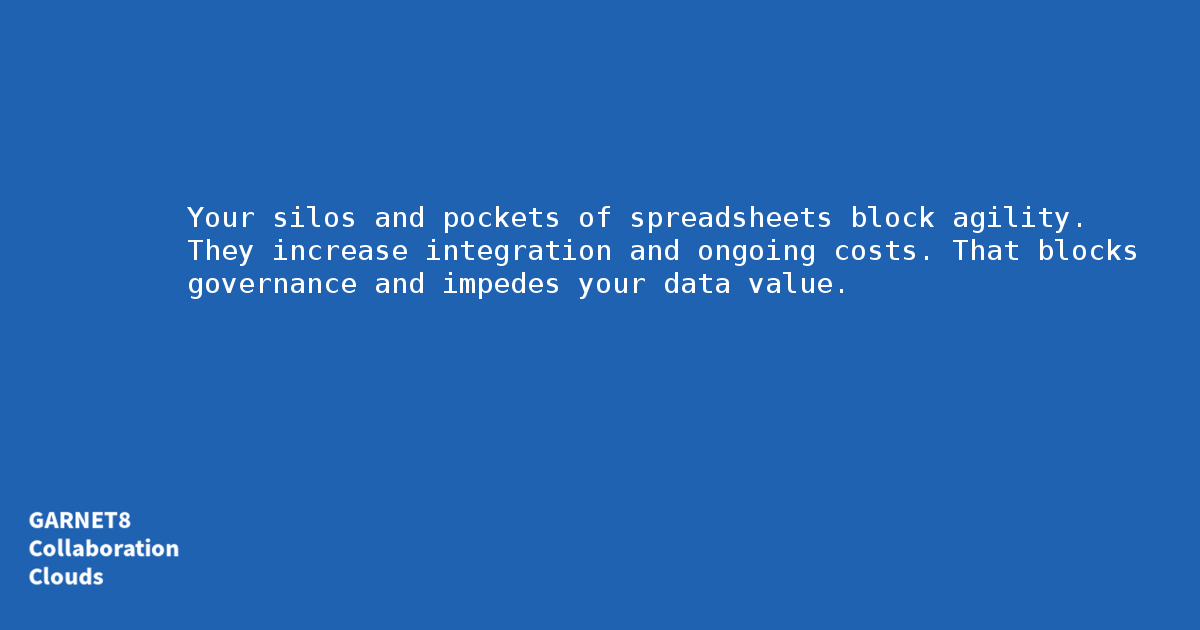 Your silos and pockets of spreadsheets block agility.
They increase integration and ongoing costs. That blocks
governance and impedes your data value.
GARNET8
Collaboration
Clouds